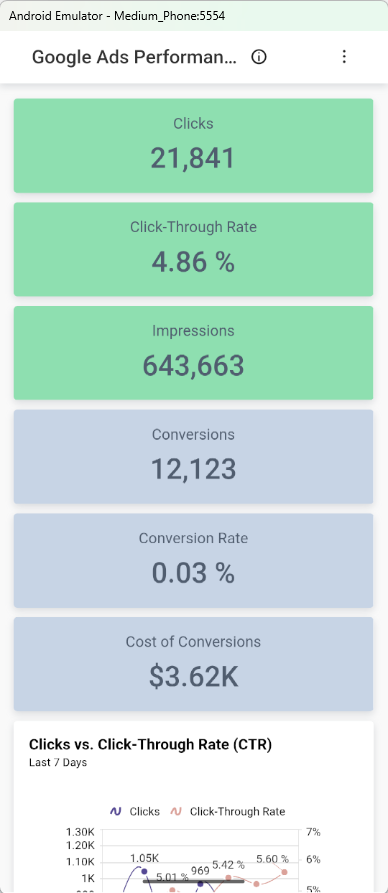 Android Emulator - Medium_Phone:5554
Google Ads Performan...
Clicks
21,841
Click-Through Rate
4.86 %
Impressions
643,663
Conversions
12,123
Conversion Rate
0.03 %
Cost of Conversions
$3.62K
Clicks vs. Click-Through Rate (CTR)
Last 7 Days
Clicks Click-Through Rate
1.30K 7%
1.20K
1.10K 1.05K 5.60 % 6%
1K 5.01 % 969 5.42 %
900 5%